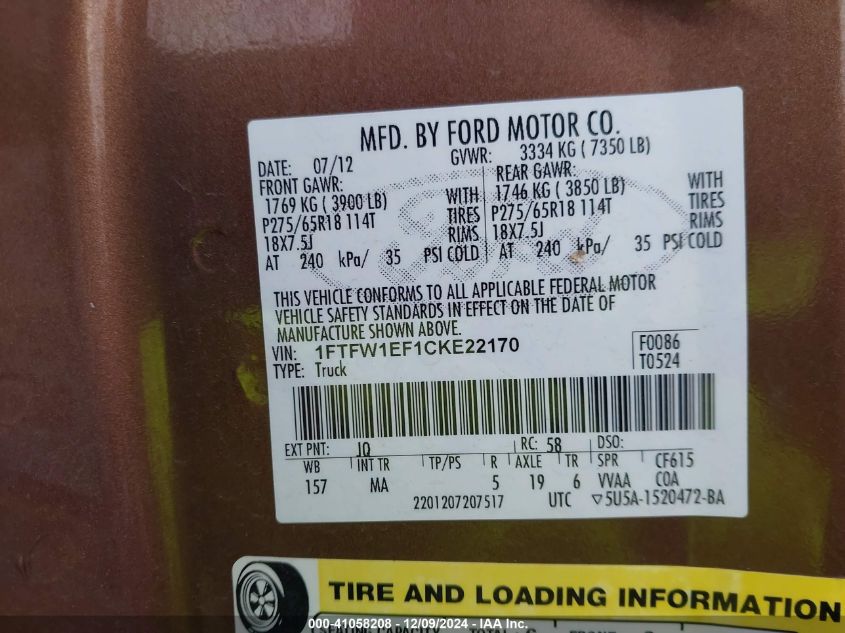 MFD. BY FORD MOTOR CO.
DATE: 07/12 GVWR: 3334 KG ( 7350 LB)
FRONT GAWR: REAR GAWR:
1769 KG ( 3900 LB) WITH 1746 KG ( 3850 LB) WITH
P275/65R18 114T TIRES P275/65R18 114T TIRES
18X7.5J RIMS 18X7.5J RIMS
AT 240 kPa/ 35 PSI COLD AT 240 kPa/ 35 PSI COLD
THIS VEHICLE CONFORMS TO ALL APPLICABLE FEDERAL MOTOR
VEHICLE SAFETY STANDARDS IN EFFECT ON THE DATE OF
MANUFACTURE SHOWN ABOVE.
VIN: 1FTFW1EF1CKE22170 F0086
TYPE: Truck T0524
EXT PNT: JQ RC: 58 DSO:
WB INT TR TP/PS R AXLE TR SPR CF615
157 MA 5 19 6 VVAA COA
2201207207517 UTC ▽5U5A-1520472-BA
TIRE AND LOADING INFORMATION
000-41058208 - 12/09/2024 - IAA Inc.